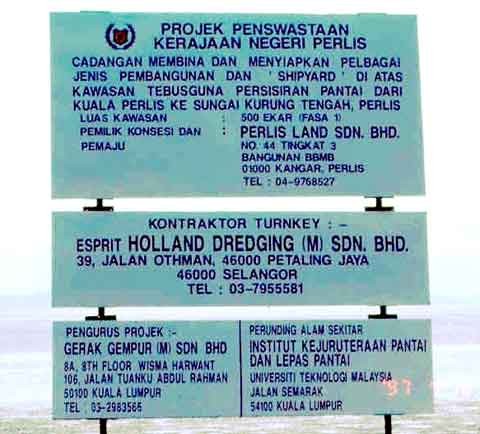 PROJEK PENSWASTAAN
KERAJAAN NEGERI PERLIS
CADANGAN MEMBINA DAN MENYIAPKAN PELBAGAI
JENIS PEMBANGUNAN DAN ' SHIPYARD ' DI ATAS
KAWASAN TEBUSGUNA PERSISIRAN PANTAI DARI
KUALA PERLIS KE SUNGAI KURUNG TENGAH, PERLIS
LUAS KAWASAN : 500 EKAR (FASA 1)
PEMILIK KONSESI DAN : PERLIS LAND SDN. BHD.
PEMAJU NO. 44 TINGKAT 3
BANGUNAN BBMB
01000 KANGAR, PERLIS
TEL : 04-9768527
KONTRAKTOR TURNKEY : -
ESPRIT HOLLAND DREDGING (M) SDN. BHD.
39, JALAN OTHMAN, 46000 PETALING JAYA
46000 SELANGOR
TEL : 03-7955581
PENGURUS PROJEK :-
GERAK GEMPUR (M) SDN BHD
8A, 8TH FLOOR WISMA HARWANT
106, JALAN TUANKU ABDUL RAHMAN
50100 KUALA LUMPUR
TEL : 03-2983566
PERUNDING ALAM SEKITAR
INSTITUT KEJURUTERAAN PANTAI
DAN LEPAS PANTAI
UNIVERSITI TEKNOLOGI MALAYSIA
JALAN SEMARAK
54100 KUALA LUMPUR